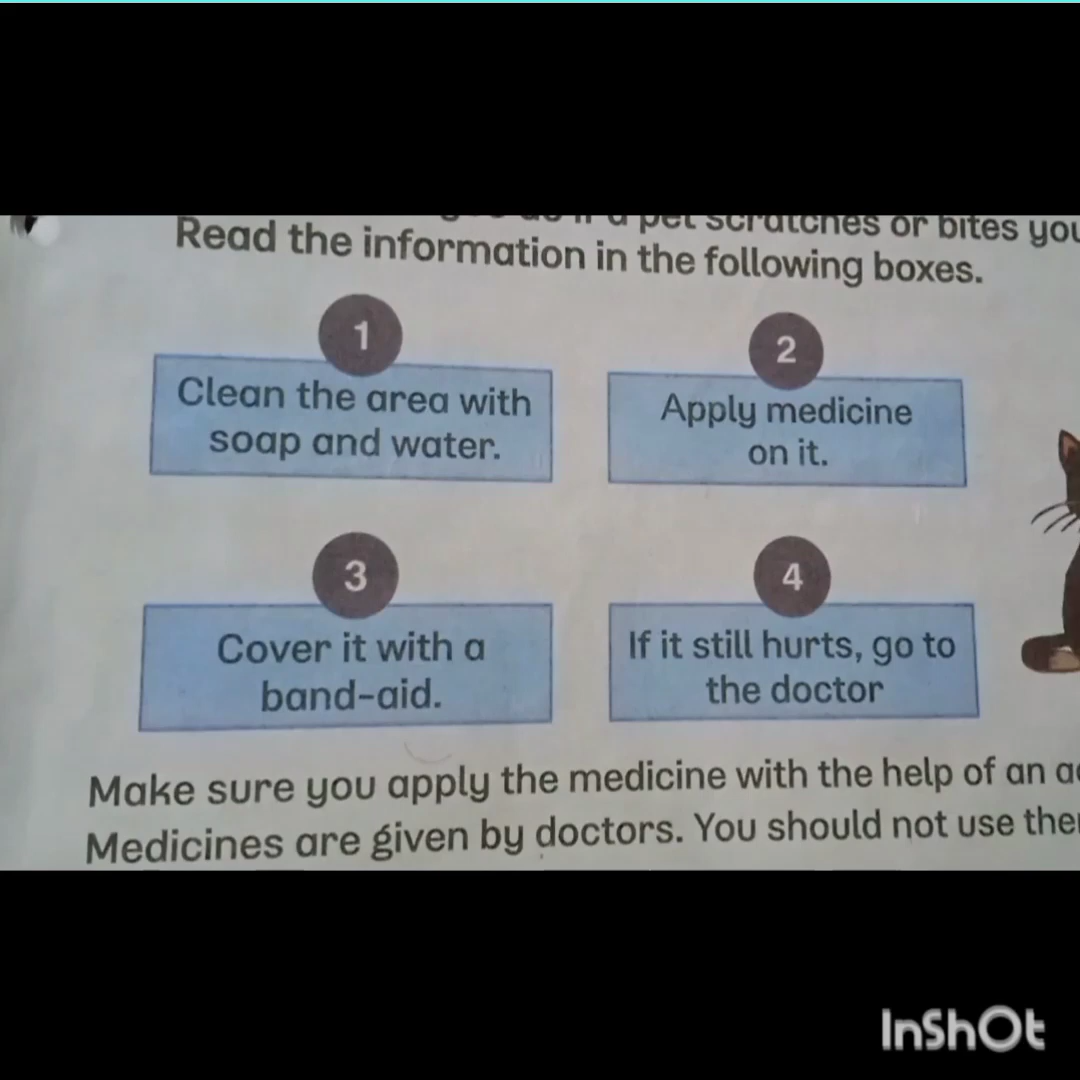 if a pet scratches or bites you
Read the information in the following boxes.
1
Clean the area with
soap and water.
2
Apply medicine
on it.
3
Cover it with a
band-aid.
4
If it still hurts, go to
the doctor
Make sure you apply the medicine with the help of an
Medicines are given by doctors. You should not use
InShOt